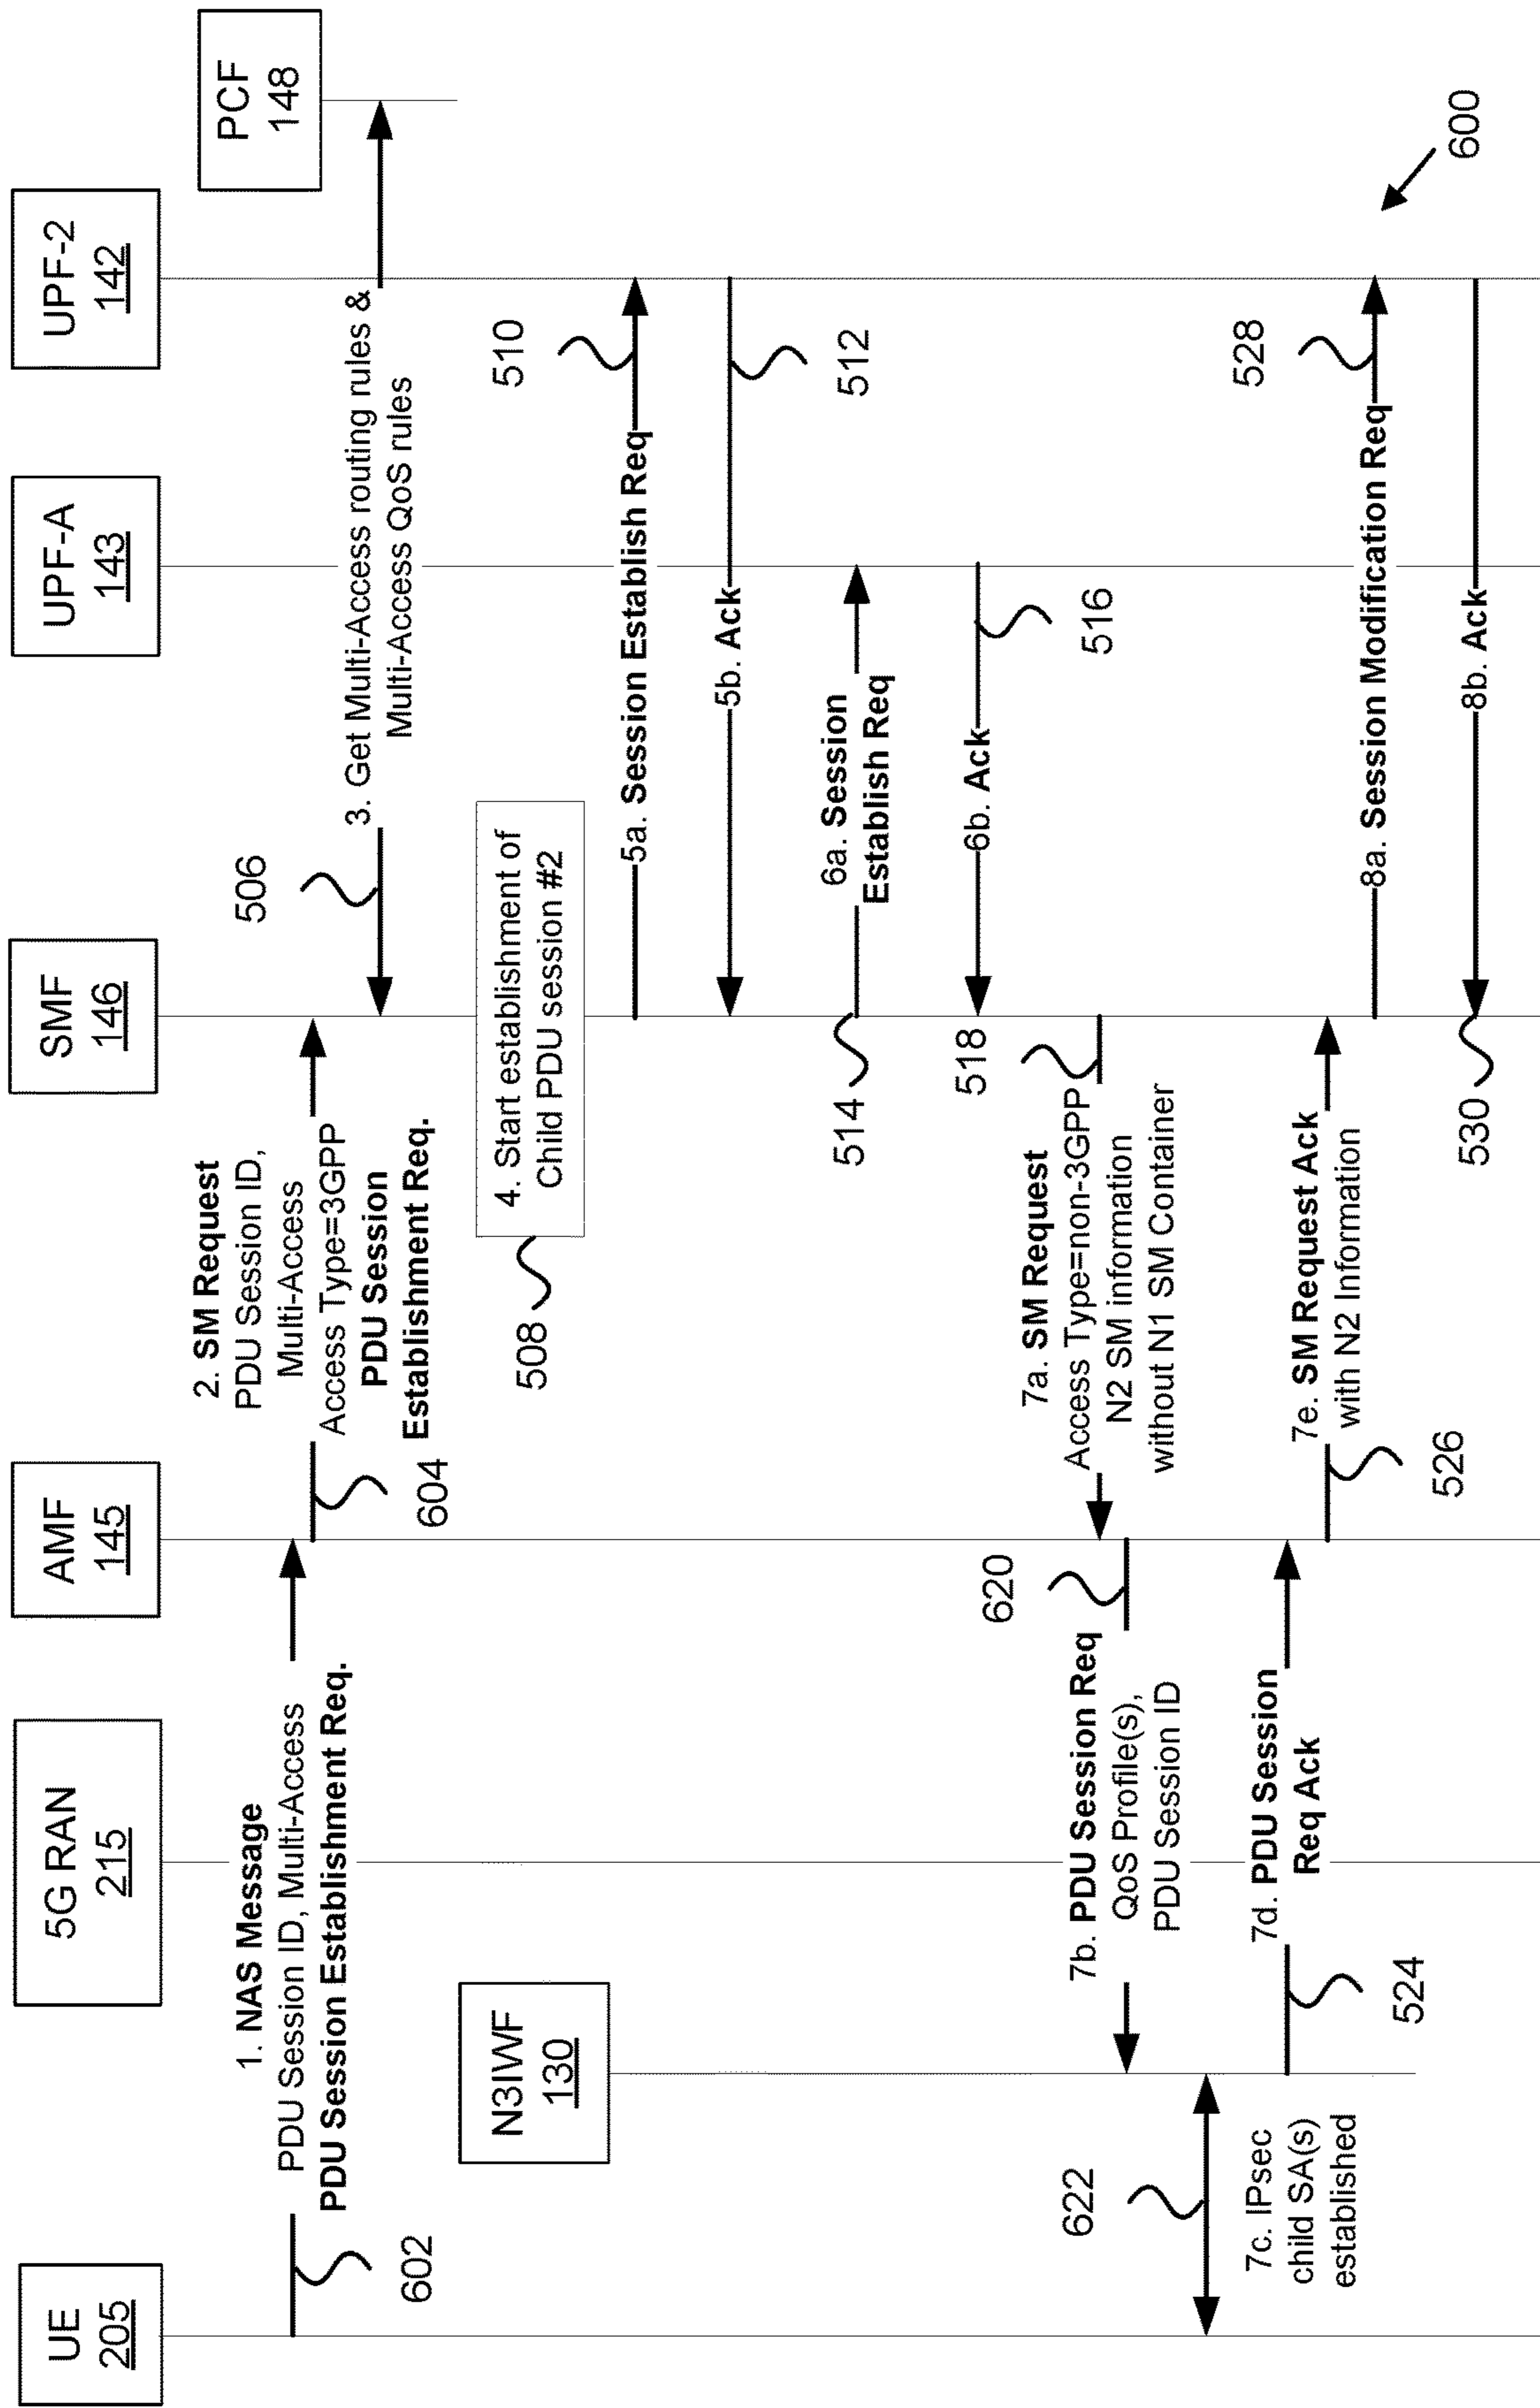 UE
205
5G RAN
215
AMF
145
SMF
146
UPF-A
143
UPF-2
142
N3IWF
130
PCF
148
1. NAS Message
PDU Session ID, Multi-Access
PDU Session Establishment Req.
602
2. SM Request
PDU Session ID,
Multi-Access
Access Type=3GPP
PDU Session
Establishment Req.
604
506
3. Get Multi-Access routing rules &
Multi-Access QoS rules
4. Start establishment of
Child PDU session #2
508
5a. Session Establish Req
510
5b. Ack
512
6a. Session
Establish Req
514
6b. Ack
516
518
7a. SM Request
Access Type=non-3GPP
N2 SM information
without N1 SM Container
620
7b. PDU Session Req
QoS Profile(s),
PDU Session ID
622
7c. IPsec
child SA(s)
established
7d. PDU Session
Req Ack
524
7e. SM Request Ack
with N2 Information
526
8a. Session Modification Req
528
8b. Ack
530
600